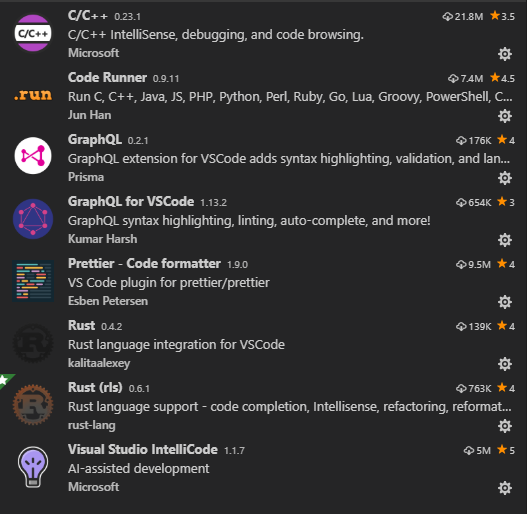 C/C++ 0.23.1 21.8M ★3.5
C/C++ C/C++ IntelliSense, debugging, and code browsing.
Microsoft
Code Runner 0.9.11 7.4M ★4.5
.run Run C, C++, Java, JS, PHP, Python, Perl, Ruby, Go, Lua, Groovy, PowerShell, C...
Jun Han
GraphQL 0.2.1 176K ★4
GraphQL extension for VSCode adds syntax highlighting, validation, and lan...
Prisma
GraphQL for VSCode 1.13.2 654K ★3
GraphQL syntax highlighting, linting, auto-complete, and more!
Kumar Harsh
Prettier - Code formatter 1.9.0 9.5M ★4
VS Code plugin for prettier/prettier
Esben Petersen
Rust 0.4.2 139K ★4
Rust language integration for VSCode
kalitaalexey
Rust (rls) 0.6.1 763K ★4
R Rust language support - code completion, Intellisense, refactoring, reformat...
rust-lang
Visual Studio IntelliCode 1.1.7 5M ★5
AI-assisted development
Microsoft